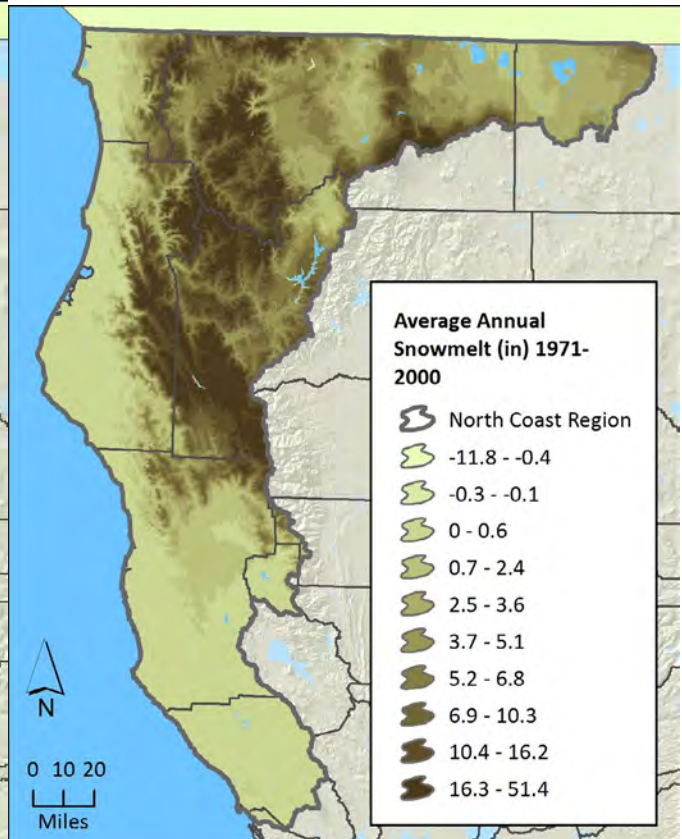 Average Annual
Snowmelt (in) 1971-
2000
North Coast Region
-11.8 - -0.4
-0.3 - -0.1
0 - 0.6
0.7 - 2.4
2.5 - 3.6
3.7 - 5.1
5.2 - 6.8
6.9 - 10.3
10.4 - 16.2
16.3 - 51.4
N
0 10 20
Miles